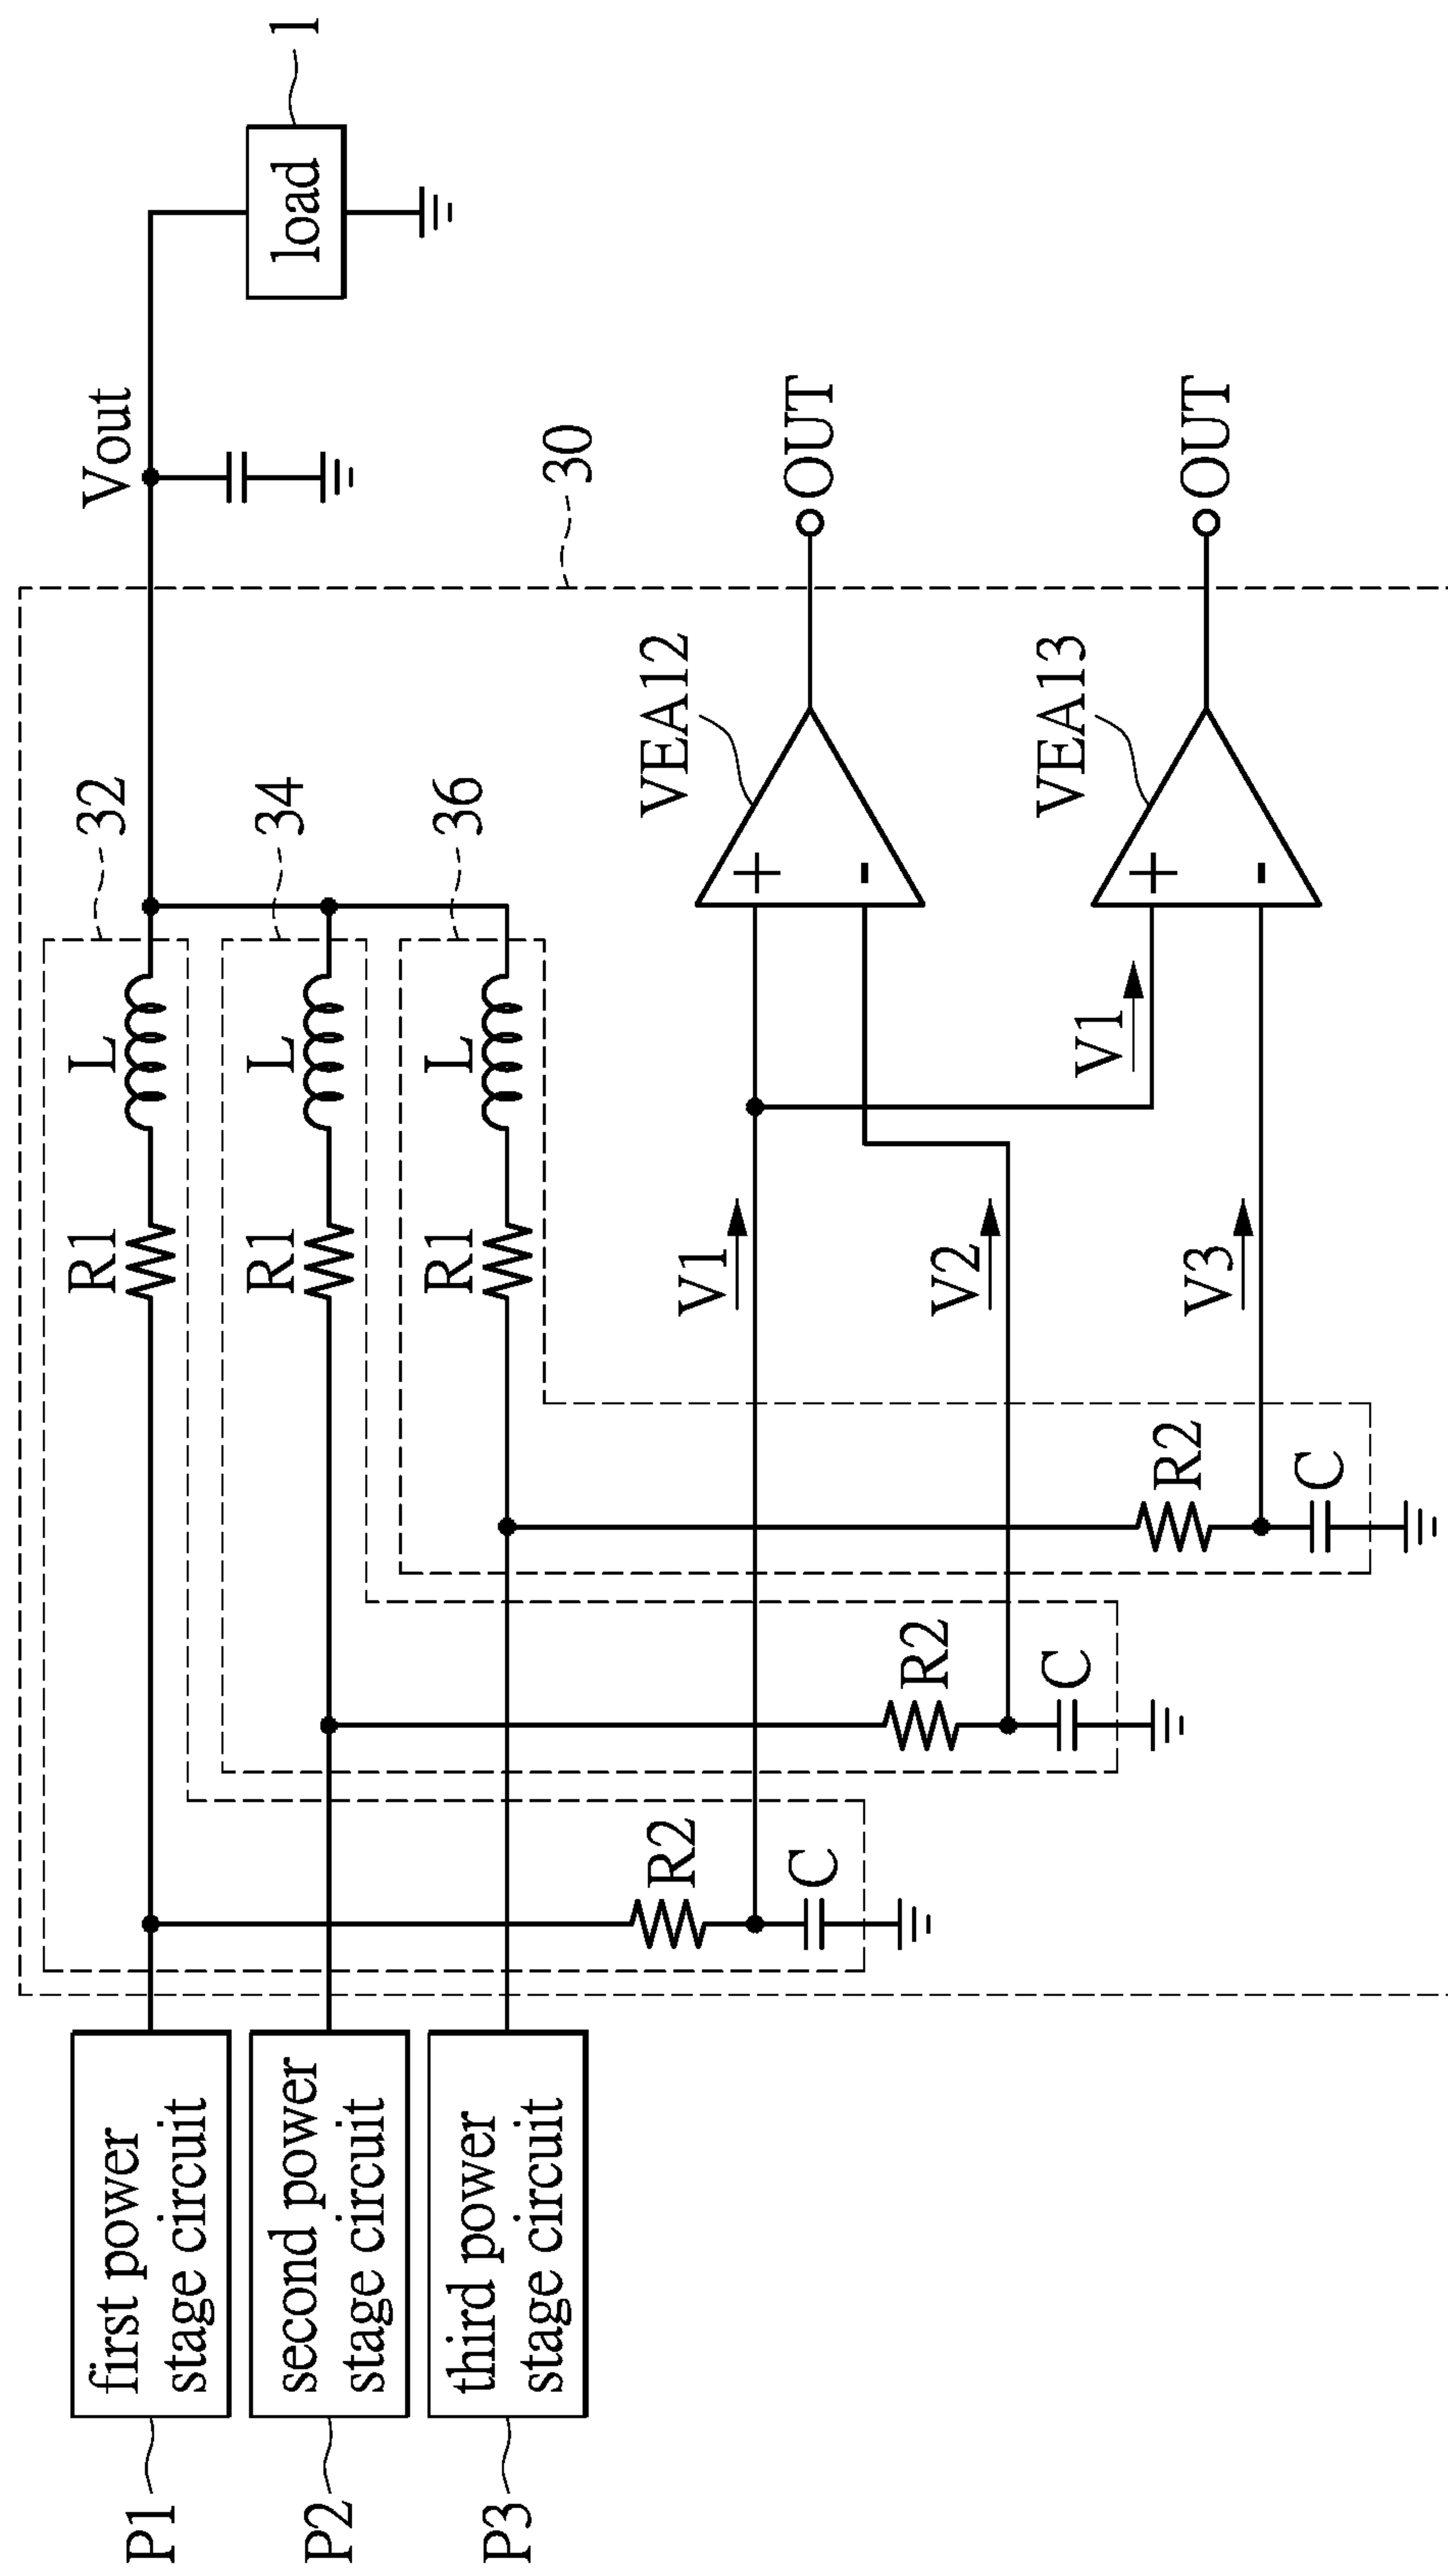 P1
first power
stage circuit
P2
second power
stage circuit
P3
third power
stage circuit
R1
L
32
R1
L
34
R1
L
36
Vout
load
1
30
R2
C
R2
C
R2
C
V1
V2
V3
V1
VEA12
+
-
OUT
VEA13
+
-
OUT